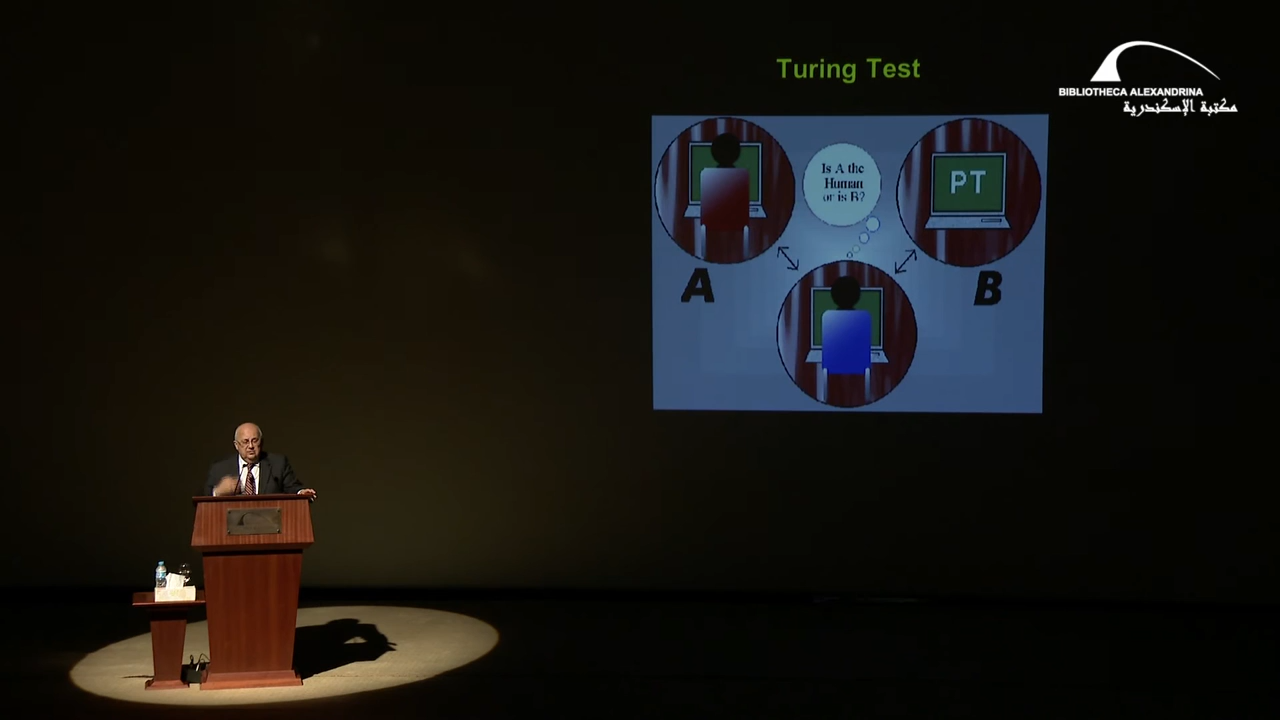 Turing Test
BIBLIOTHECA ALEXANDRINA
مكتبة الإسكندرية
Is A the
Human
or is B?
PT
A
B